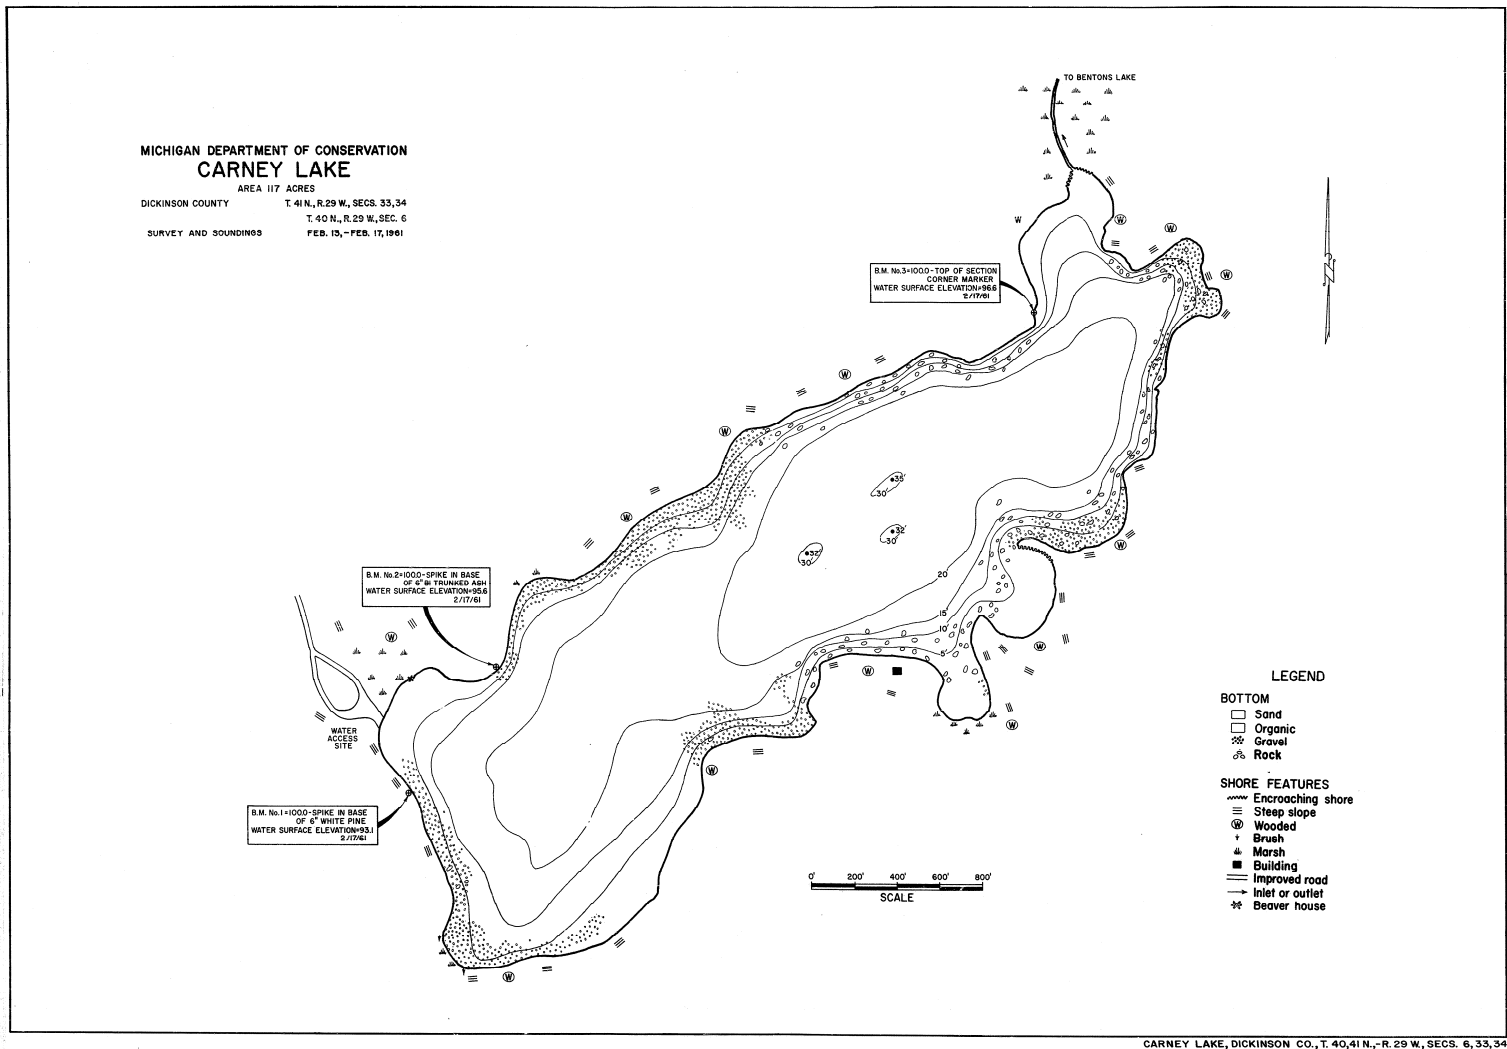 TO BENTONS LAKE
MICHIGAN DEPARTMENT OF CONSERVATION
CARNEY LAKE
AREA 117 ACRES
DICKINSON COUNTY T. 41 N., R. 29 W., SECS. 33,34
T. 40 N., R. 29 W., SEC. 6
SURVEY AND SOUNDINGS FEB. 13,-FEB. 17, 1961
W
W
W
W
N
B.M. No.3=100.0-TOP OF SECTION
CORNER MARKER
WATER SURFACE ELEVATION=96.6
2/17/61
W
W
35'
30'
W
32'
30'
32'
30'
W
B.M. No.2=100.0-SPIKE IN BASE
OF 6" BI TRUNKED ASH
WATER SURFACE ELEVATION=95.6
2/17/61
20
15
10
5
W
W
W
W
W
WATER
ACCESS
SITE
W
B.M. No.1=100.0-SPIKE IN BASE
OF 6" WHITE PINE
WATER SURFACE ELEVATION=93.1
2/17/61
0' 200' 400' 600' 800'
SCALE
W
LEGEND
BOTTOM
Sand
Organic
Gravel
Rock
SHORE FEATURES
Encroaching shore
Steep slope
W Wooded
Brush
Marsh
Building
Improved road
Inlet or outlet
Beaver house
CARNEY LAKE, DICKINSON CO., T. 40,41 N.,-R. 29 W., SECS. 6,33,34